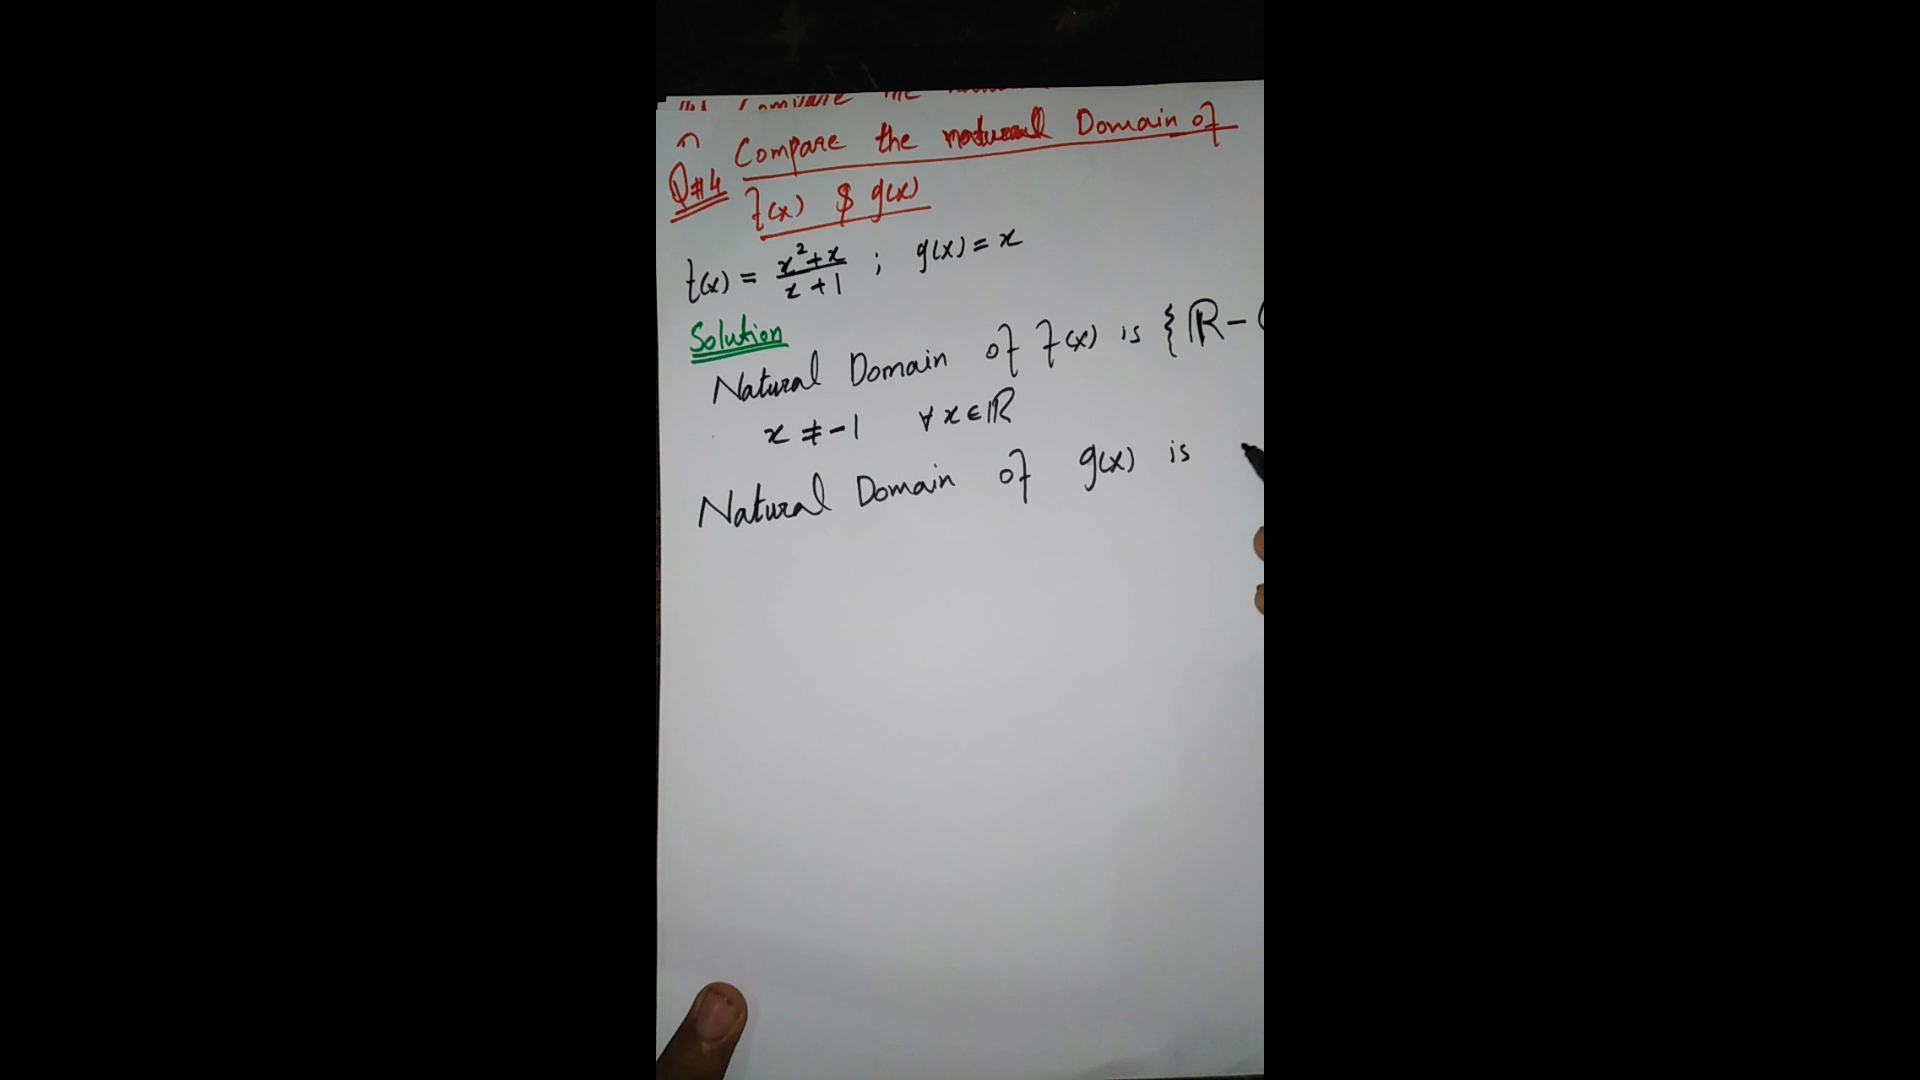 Q#4 Compare the natural Domain of
f(x) & g(x)
f(x) = x²+x / x+1 ; g(x) = x
Solution
Natural Domain of f(x) is {ℝ-
x ≠ -1 ∀ x ∈ ℝ
Natural Domain of g(x) is